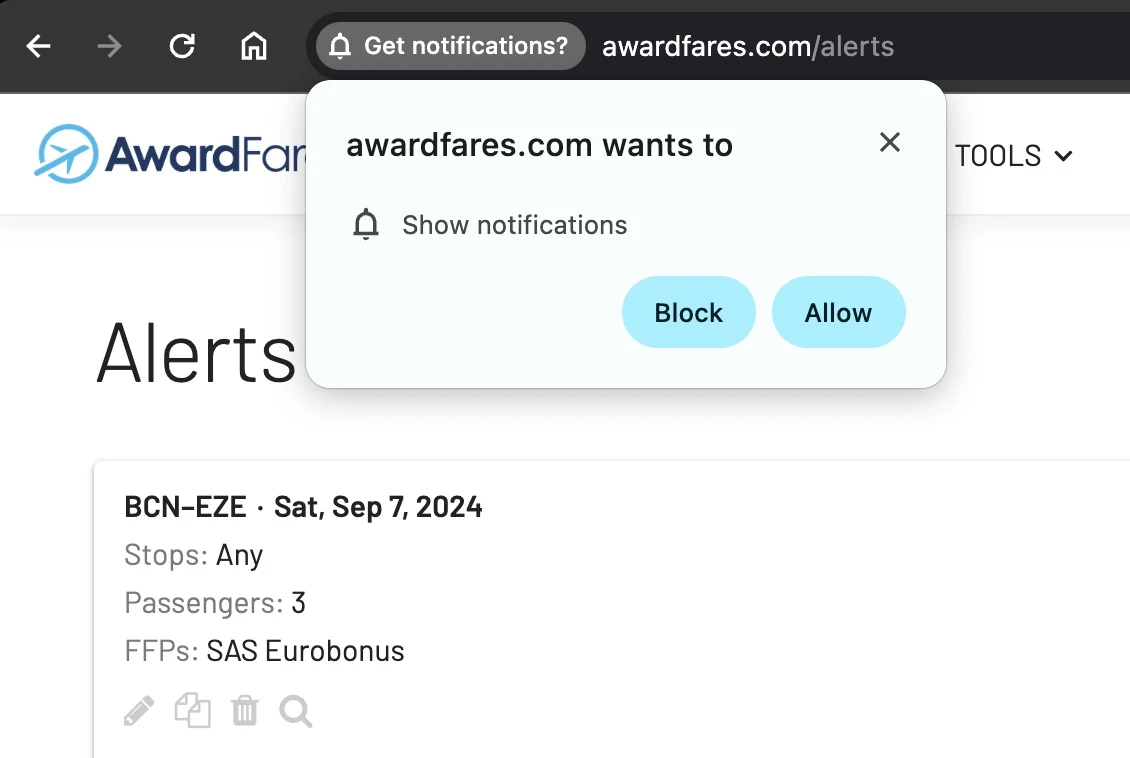 Get notifications? awardfares.com/alerts
awardfares.com wants to
Show notifications
Block Allow
AwardFar
TOOLS
Alerts
BCN–EZE · Sat, Sep 7, 2024
Stops: Any
Passengers: 3
FFPs: SAS Eurobonus